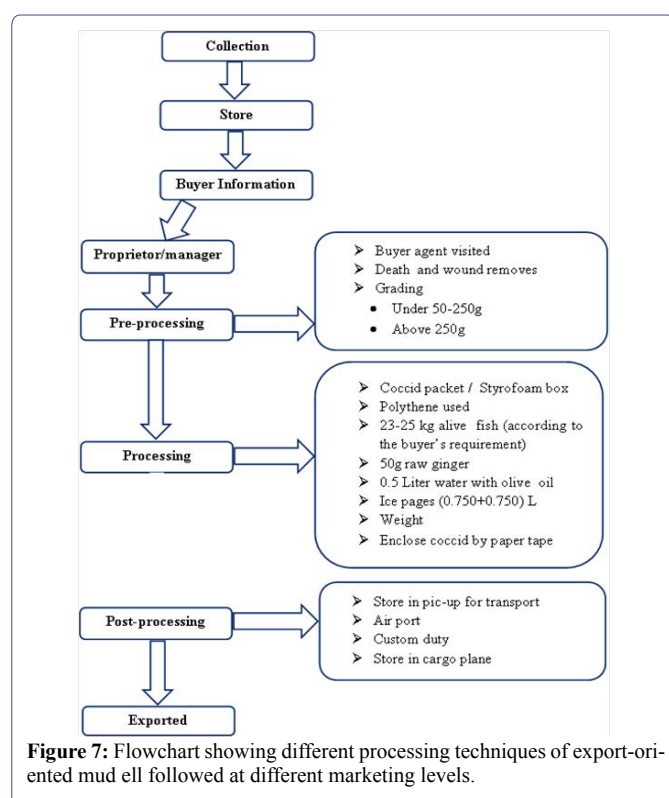 Collection
Store
Buyer Information
Proprietor/manager
➤ Buyer agent visited
➤ Death and wound removes
➤ Grading
• Under 50-250g
• Above 250g
Pre-processing
➤ Coccid packet / Styrofoam box
➤ Polythene used
➤ 23-25 kg alive fish (according to
the buyer's requirement)
➤ 50g raw ginger
➤ 0.5 Liter water with olive oil
➤ Ice pages (0.750+0.750) L
➤ Weight
➤ Enclose coccid by paper tape
Processing
➤ Store in pic-up for transport
➤ Air port
➤ Custom duty
➤ Store in cargo plane
Post-processing
Exported
Figure 7: Flowchart showing different processing techniques of export-ori-
ented mud ell followed at different marketing levels.